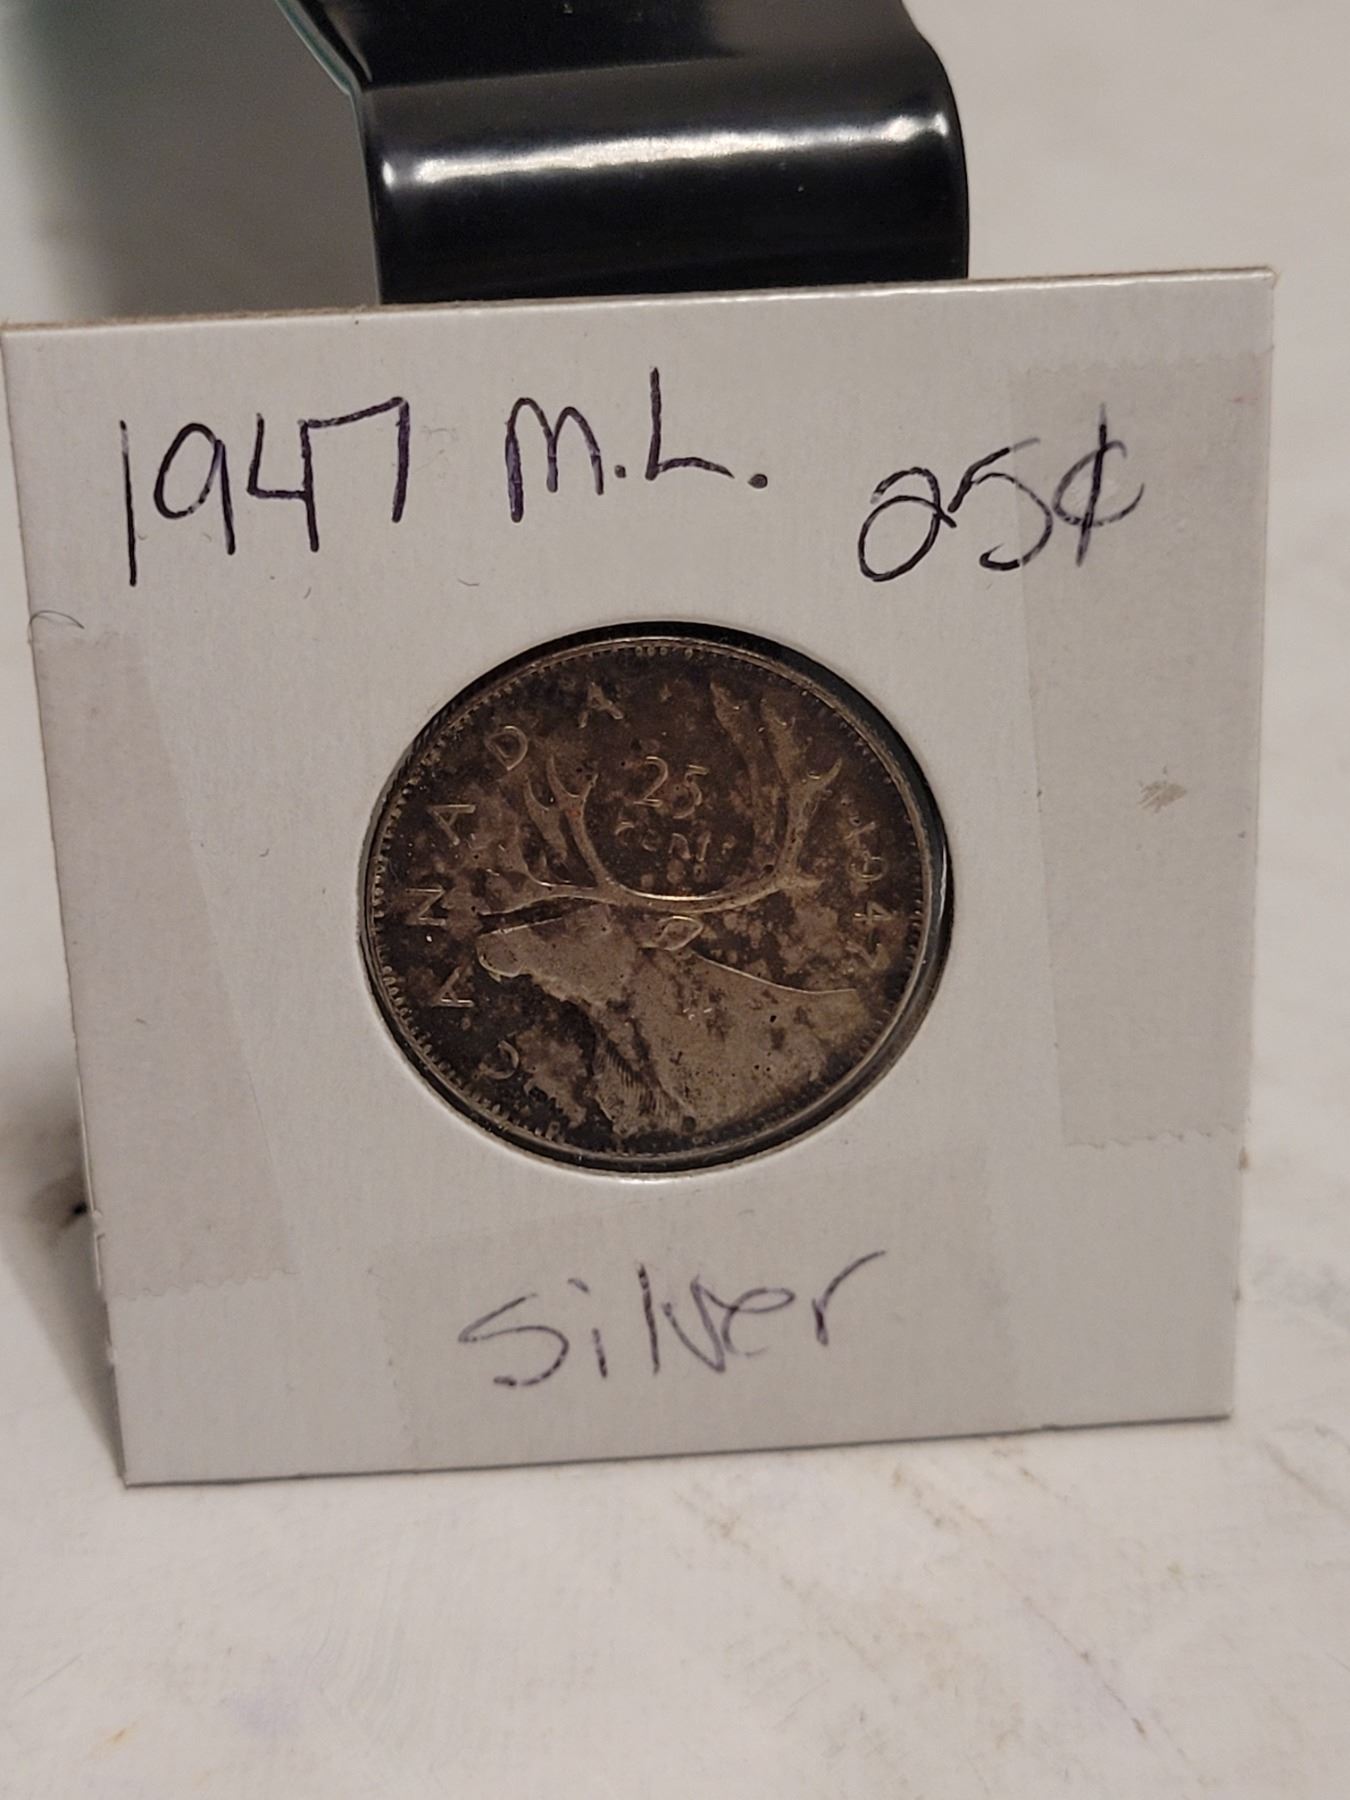 1947 M.L. 25¢
CANADA
25
CENTS
1947
Silver